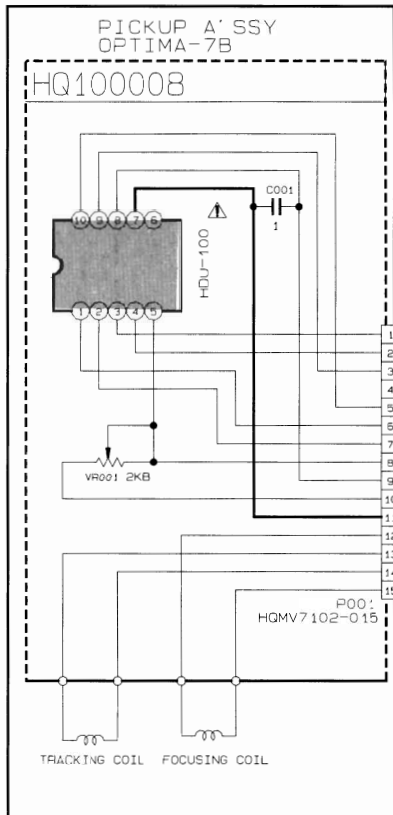 PICKUP A'SSY
OPTIMA-7B
HQ100008
C001
1
10 9 8 7 6
HDU-100
1 2 3 4 5
1
2
3
4
5
6
7
8
9
10
11
12
13
14
15
VR001 2KB
P001
HQMV7102-015
TRACKING COIL FOCUSING COIL